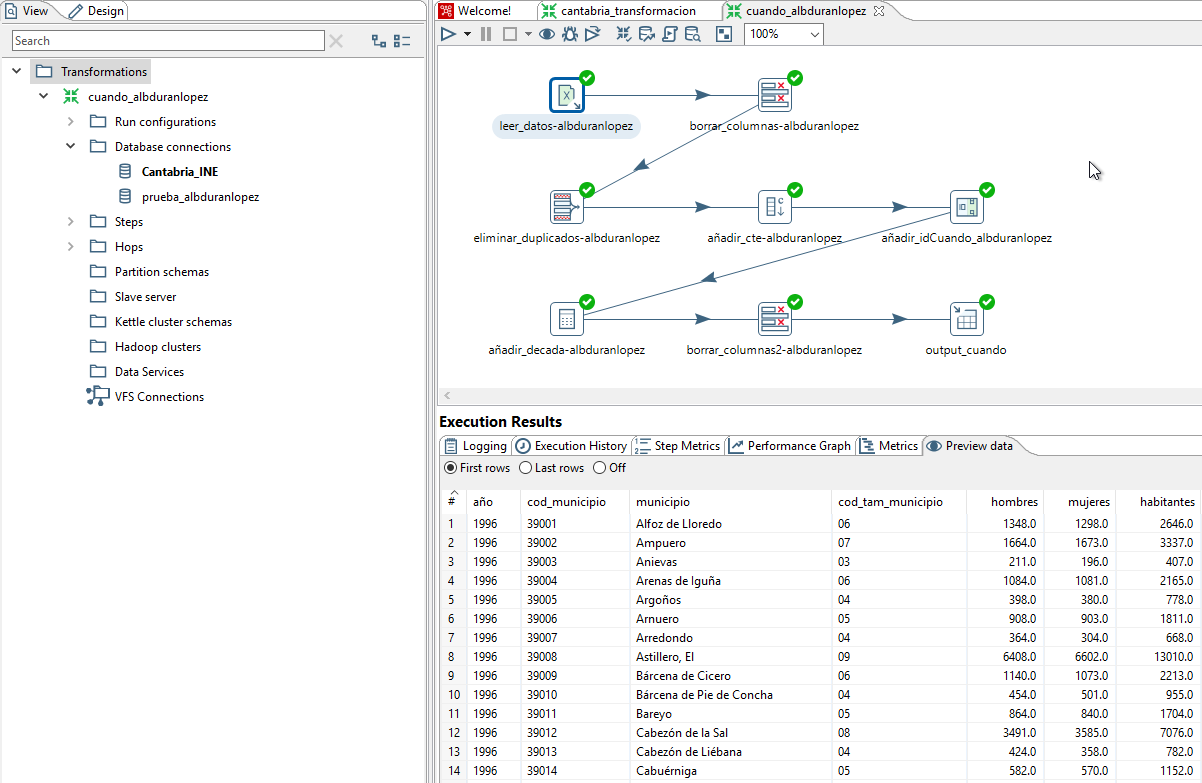 View Design
Search
Transformations
cuando_albduranlopez
Run configurations
Database connections
Cantabria_INE
prueba_albduranlopez
Steps
Hops
Partition schemas
Slave server
Kettle cluster schemas
Hadoop clusters
Data Services
VFS Connections
Welcome! cantabria_transformacion cuando_albduranlopez
100%
leer_datos-albduranlopez borrar_columnas-albduranlopez
eliminar_duplicados-albduranlopez añadir_cte-albduranlopez añadir_idCuando_albduranlopez
añadir_decada-albduranlopez borrar_columnas2-albduranlopez output_cuando
Execution Results
Logging Execution History Step Metrics Performance Graph Metrics Preview data
First rows Last rows Off
# año cod_municipio municipio cod_tam_municipio hombres mujeres habitantes
1 1996 39001 Alfoz de Lloredo 06 1348.0 1298.0 2646.0
2 1996 39002 Ampuero 07 1664.0 1673.0 3337.0
3 1996 39003 Anievas 03 211.0 196.0 407.0
4 1996 39004 Arenas de Iguña 06 1084.0 1081.0 2165.0
5 1996 39005 Argoños 04 398.0 380.0 778.0
6 1996 39006 Arnuero 05 908.0 903.0 1811.0
7 1996 39007 Arredondo 04 364.0 304.0 668.0
8 1996 39008 Astillero, El 09 6408.0 6602.0 13010.0
9 1996 39009 Bárcena de Cicero 06 1140.0 1073.0 2213.0
10 1996 39010 Bárcena de Pie de Concha 04 454.0 501.0 955.0
11 1996 39011 Bareyo 05 864.0 840.0 1704.0
12 1996 39012 Cabezón de la Sal 08 3491.0 3585.0 7076.0
13 1996 39013 Cabezón de Liébana 04 424.0 358.0 782.0
14 1996 39014 Cabuérniga 05 582.0 570.0 1152.0